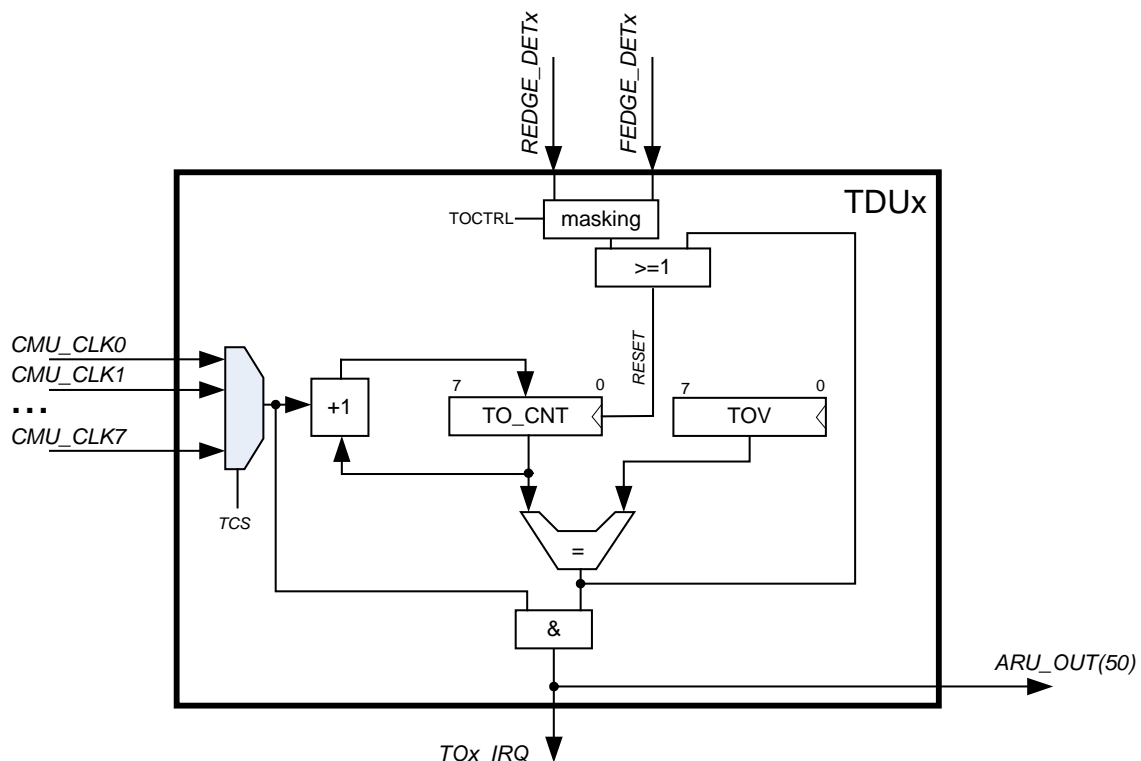 REDGE_DETx
FEDGE_DETx
TDUx
TOCTRL
masking
>=1
RESET
CMU_CLK0
CMU_CLK1
...
CMU_CLK7
TCS
+1
7 0
TO_CNT
7 0
TOV
=
&
ARU_OUT(50)
TOx_IRQ